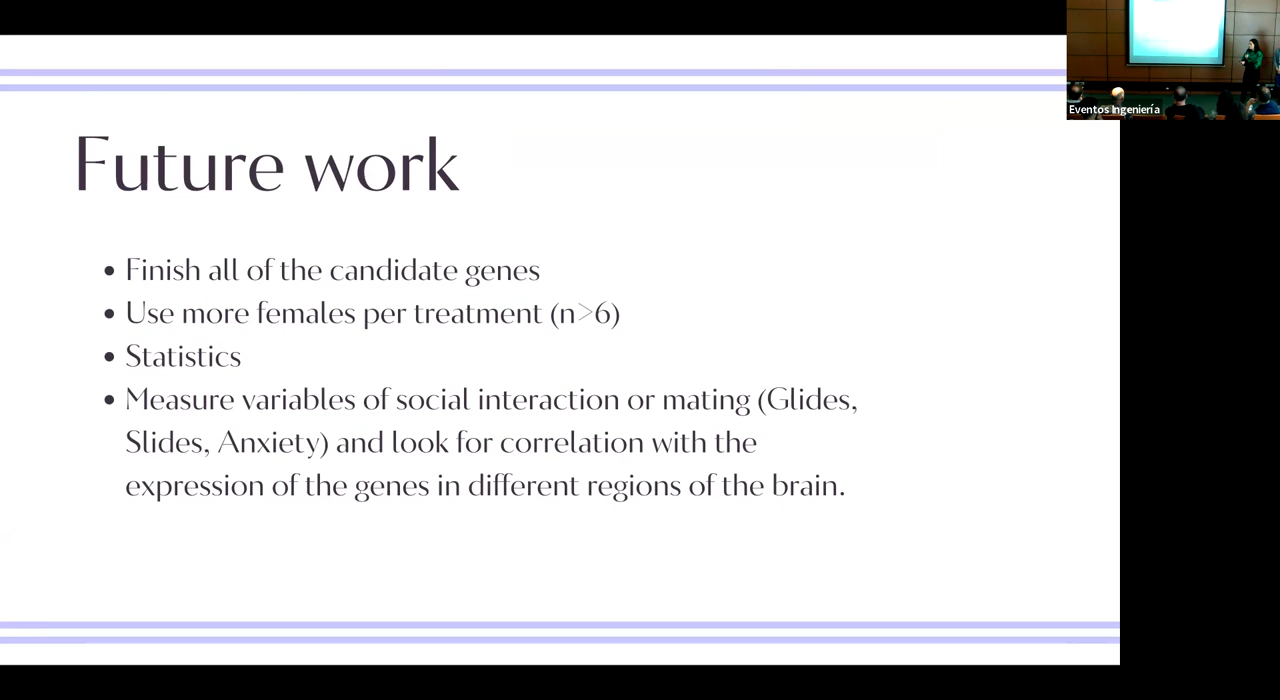 Eventos Ingeniería
Future work
• Finish all of the candidate genes
• Use more females per treatment (n>6)
• Statistics
• Measure variables of social interaction or mating (Glides,
Slides, Anxiety) and look for correlation with the
expression of the genes in different regions of the brain.